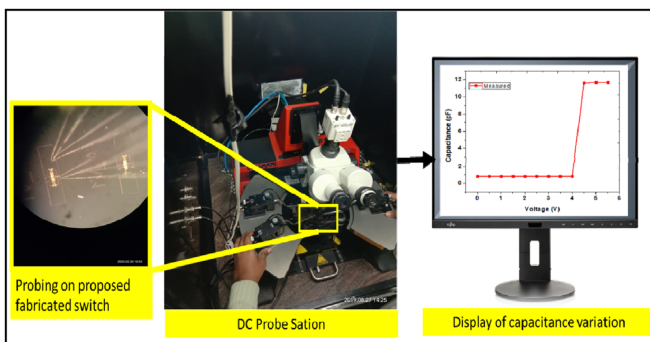 Probing on proposed
fabricated switch
DC Probe Sation
2023/08/27 14:25
Measured
Capacitance (pF)
12
10
8
6
4
2
0
0
1
2
3
4
5
6
Voltage (V)
Display of capacitance variation